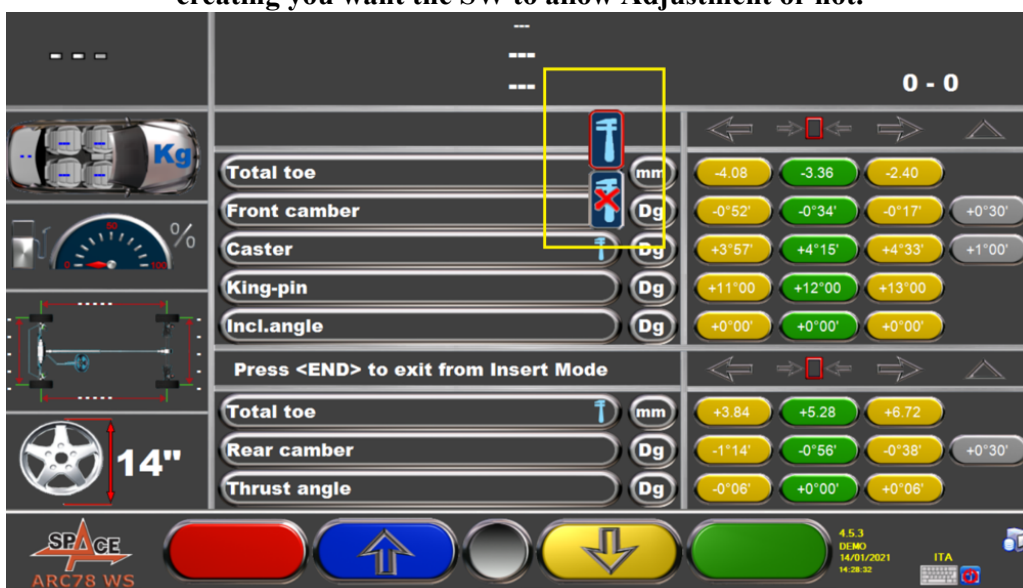 creating you want the SW to allow Adjustment or not.
---
---
---
---
0 - 0
Kg
Total toe mm -4.08 -3.36 -2.40
Front camber Dg -0°52' -0°34' -0°17' +0°30'
%
Caster Dg +3°57' +4°15' +4°33' +1°00'
King-pin Dg +11°00 +12°00 +13°00
Incl.angle Dg +0°00' +0°00' +0°00'
Press <END> to exit from Insert Mode
Total toe mm +3.84 +5.28 +6.72
Rear camber Dg -1°14' -0°56' -0°38' +0°30'
14"
Thrust angle Dg -0°06' +0°00' +0°06'
SPACE
ARC78 WS
4.5.3
DEMO
14/01/2021 ITA
14:28:32